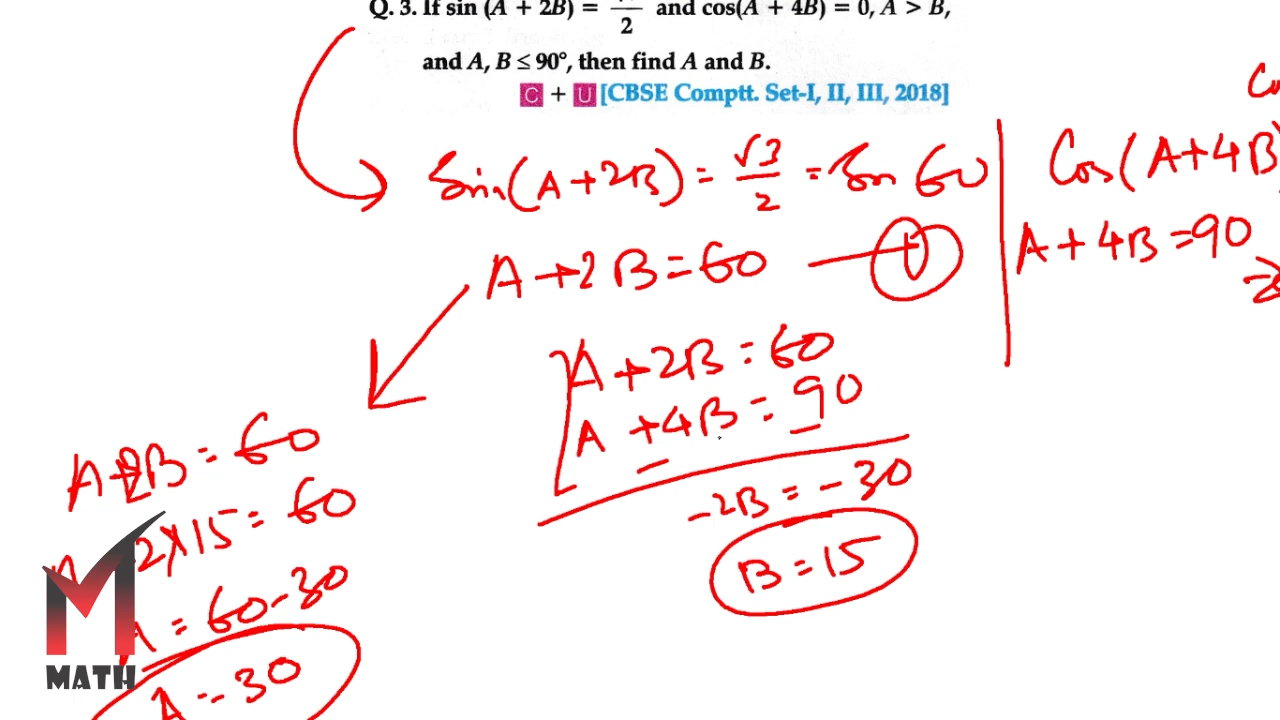 Q. 3. If sin (A + 2B) = √3/2 and cos(A + 4B) = 0, A > B,
and A, B ≤ 90°, then find A and B.
C + U [CBSE Comptt. Set-I, II, III, 2018]
Sin(A+2B) = √3/2 = Sin 60
A+2B=60 — 1
Cos(A+4B)
A+4B=90
A+2B=60
A+4B=90
-2B=-30
B=15
A+2B=60
2×15=60
A=60-30
A=30
MATH